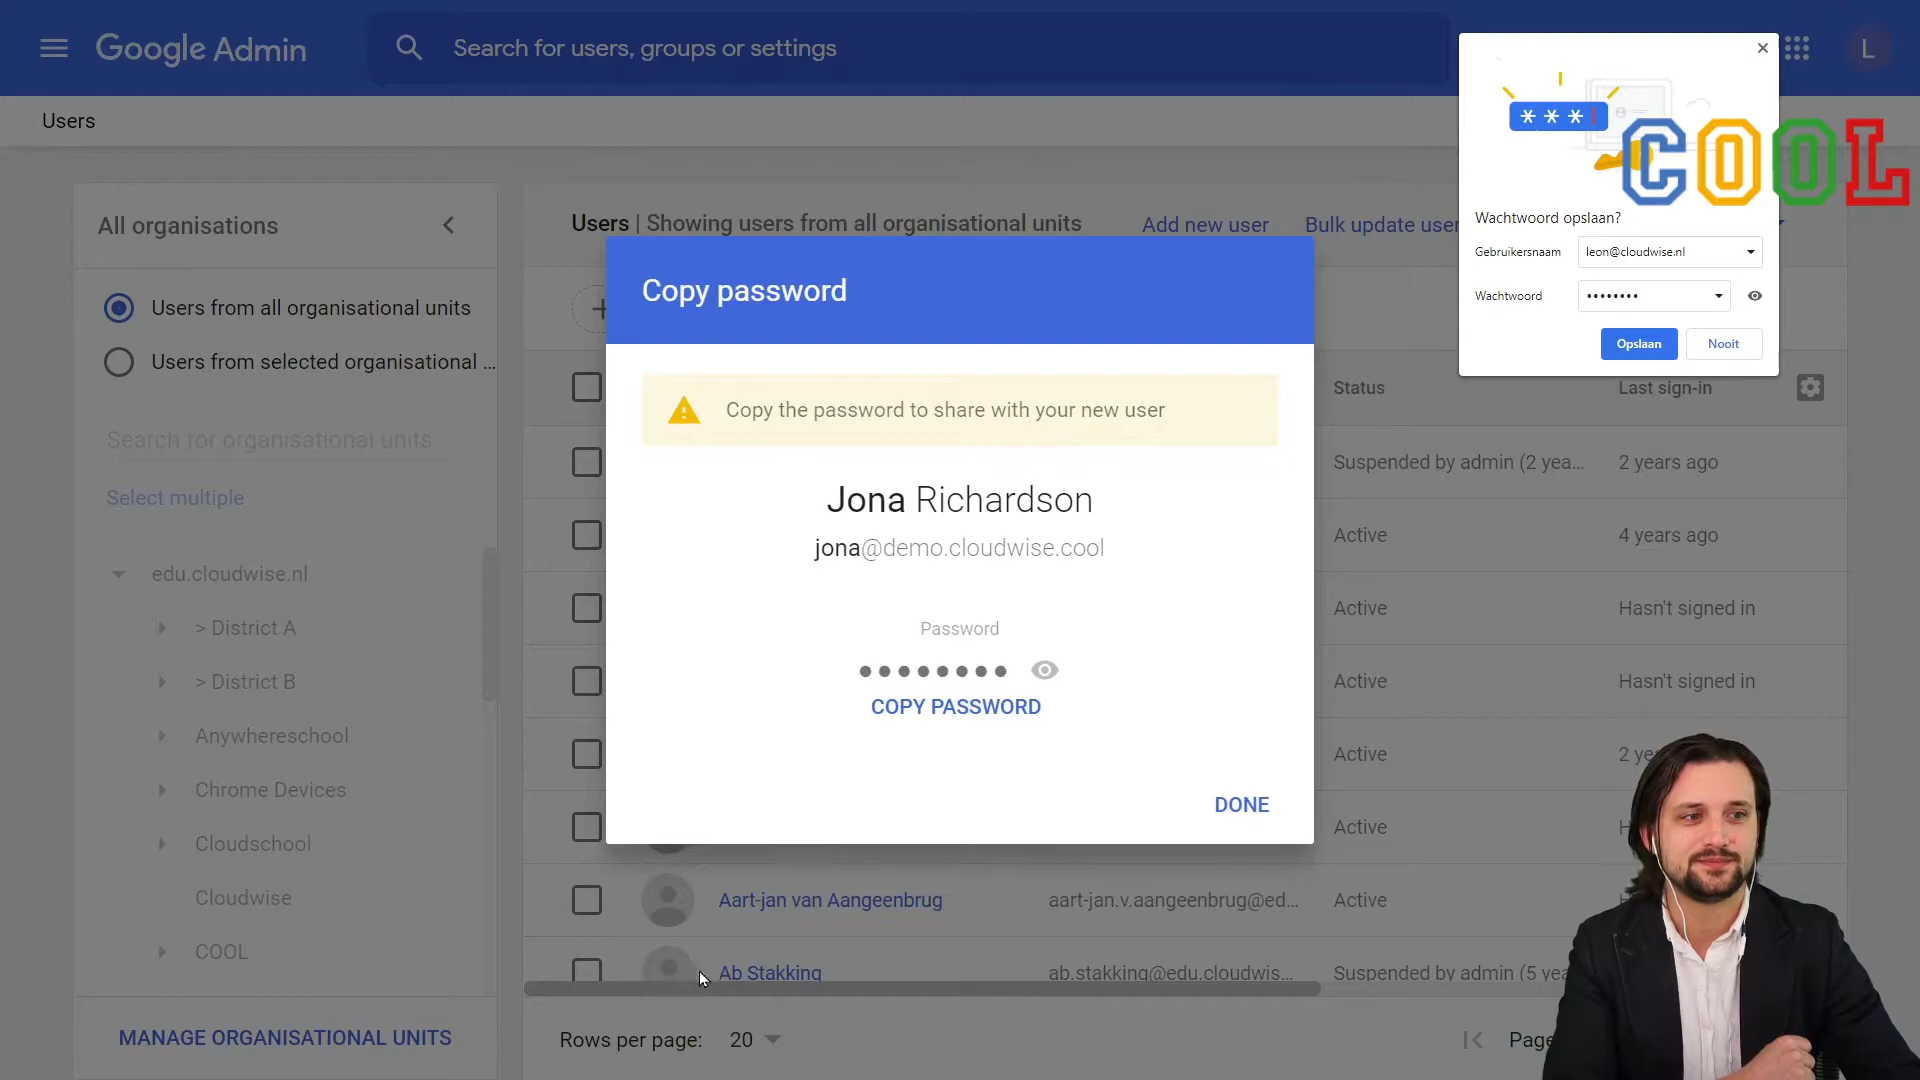 Google Admin
Search for users, groups or settings
L
Users
* * *
COOL
All organisations
Users from all organisational units
Users from selected organisational ...
Search for organisational units
Select multiple
edu.cloudwise.nl
> District A
> District B
Anywhereschool
Chrome Devices
Cloudschool
Cloudwise
COOL
MANAGE ORGANISATIONAL UNITS
Users | Showing users from all organisational units
Add new user
Bulk update user
Wachtwoord opslaan?
Gebruikersnaam leon@cloudwise.nl
Wachtwoord ••••••••
Opslaan Nooit
Copy password
Copy the password to share with your new user
Jona Richardson
jona@demo.cloudwise.cool
Password
••••••••
COPY PASSWORD
DONE
Status Last sign-in
Suspended by admin (2 yea... 2 years ago
Active 4 years ago
Active Hasn't signed in
Active Hasn't signed in
Active 2 ye
Active H
Aart-jan van Aangeenbrug aart-jan.v.aangeenbrug@ed... Active
Ab Stakking ab.stakking@edu.cloudwis... Suspended by admin (5 yea
Rows per page: 20
Page